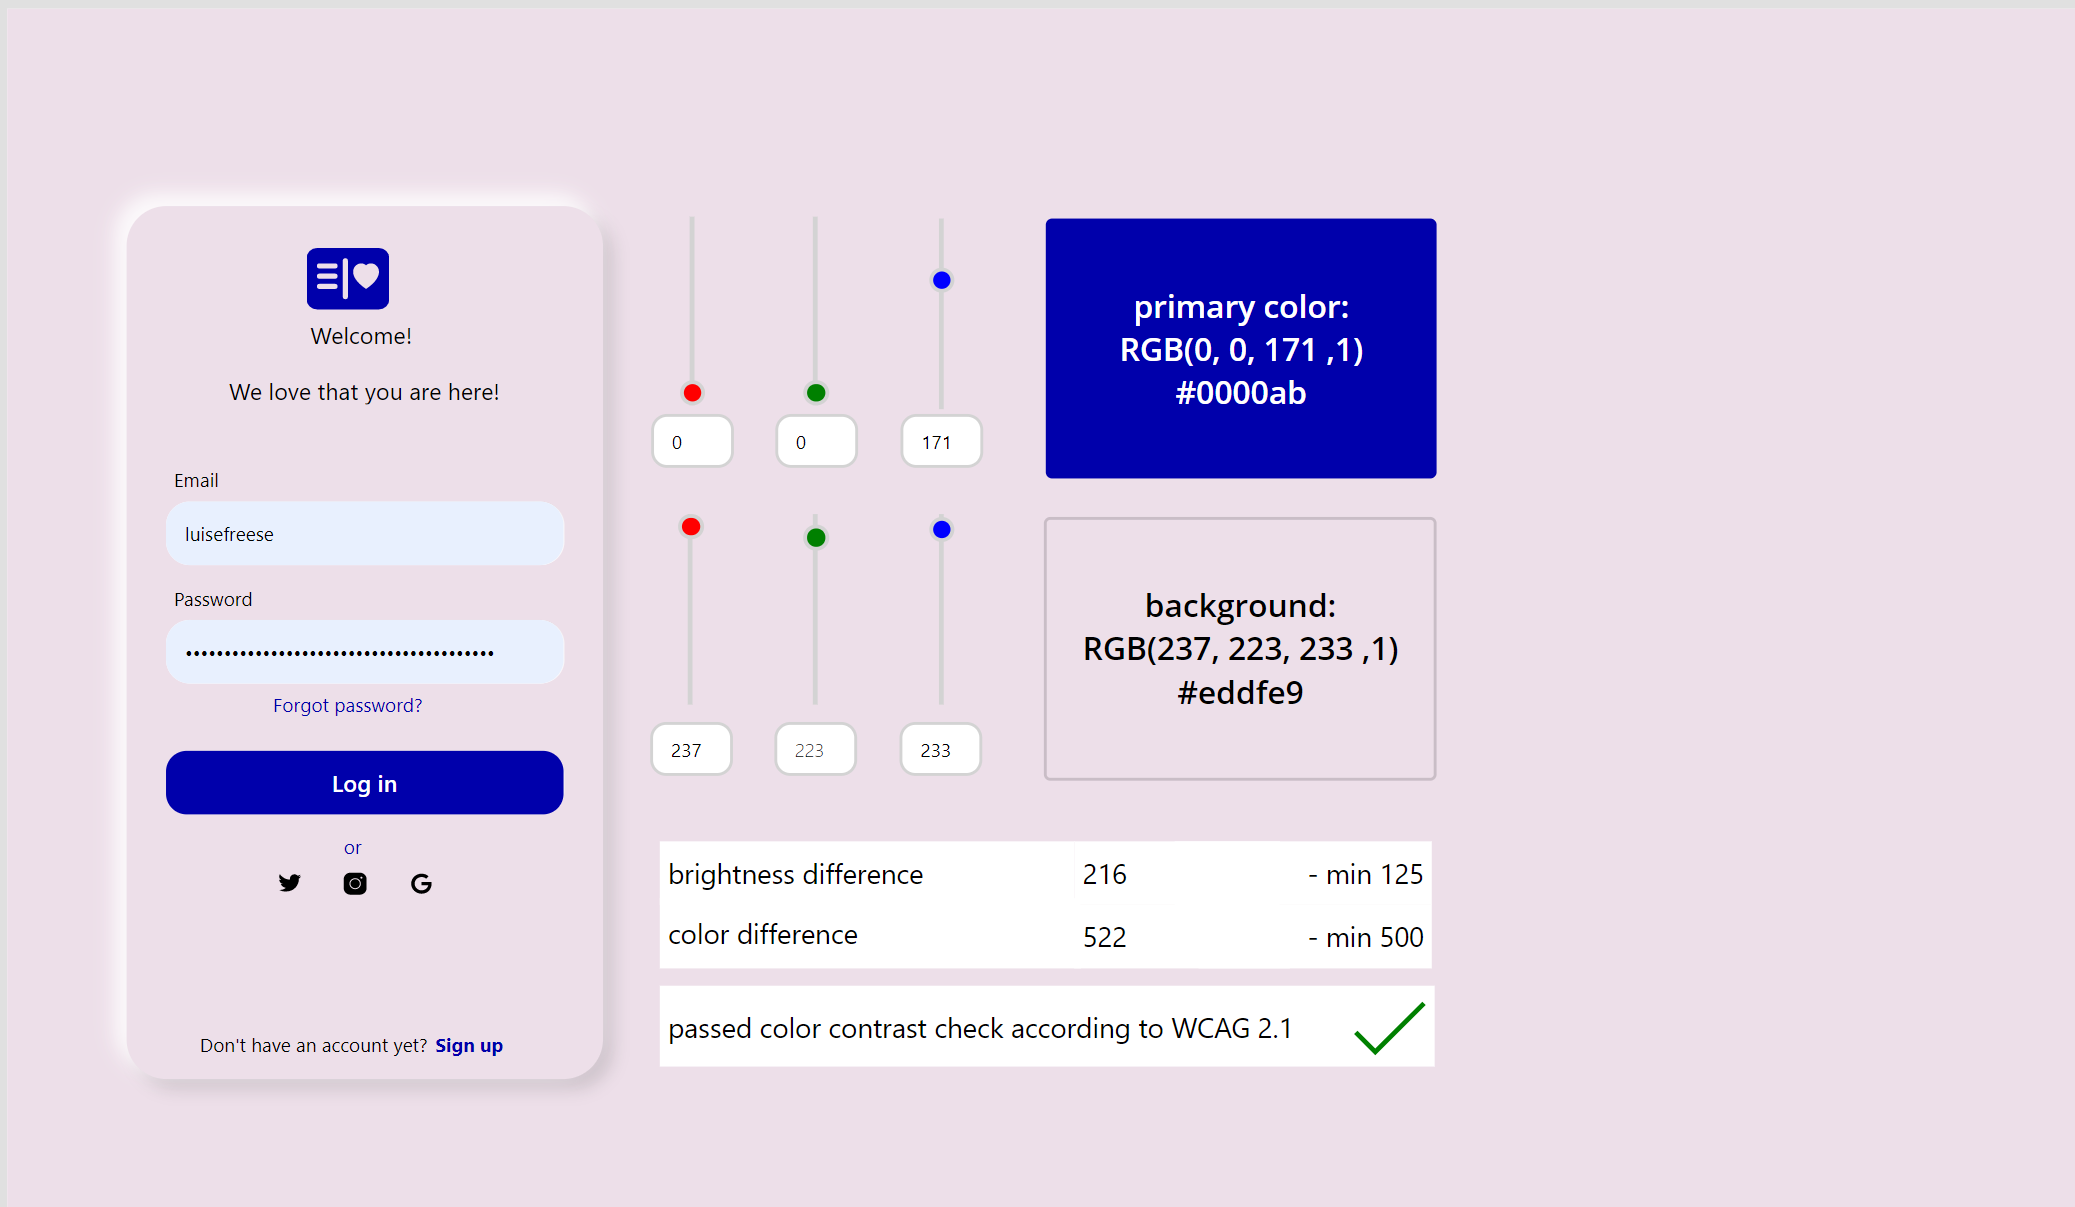 Welcome!
We love that you are here!
Email
luisefreese
Password
••••••••••••••••••••••••••••••••••••••••
Forgot password?
Log in
or
Don't have an account yet? Sign up
0
0
171
primary color:
RGB(0, 0, 171 ,1)
#0000ab
237
223
233
background:
RGB(237, 223, 233 ,1)
#eddfe9
brightness difference 216 - min 125
color difference 522 - min 500
passed color contrast check according to WCAG 2.1